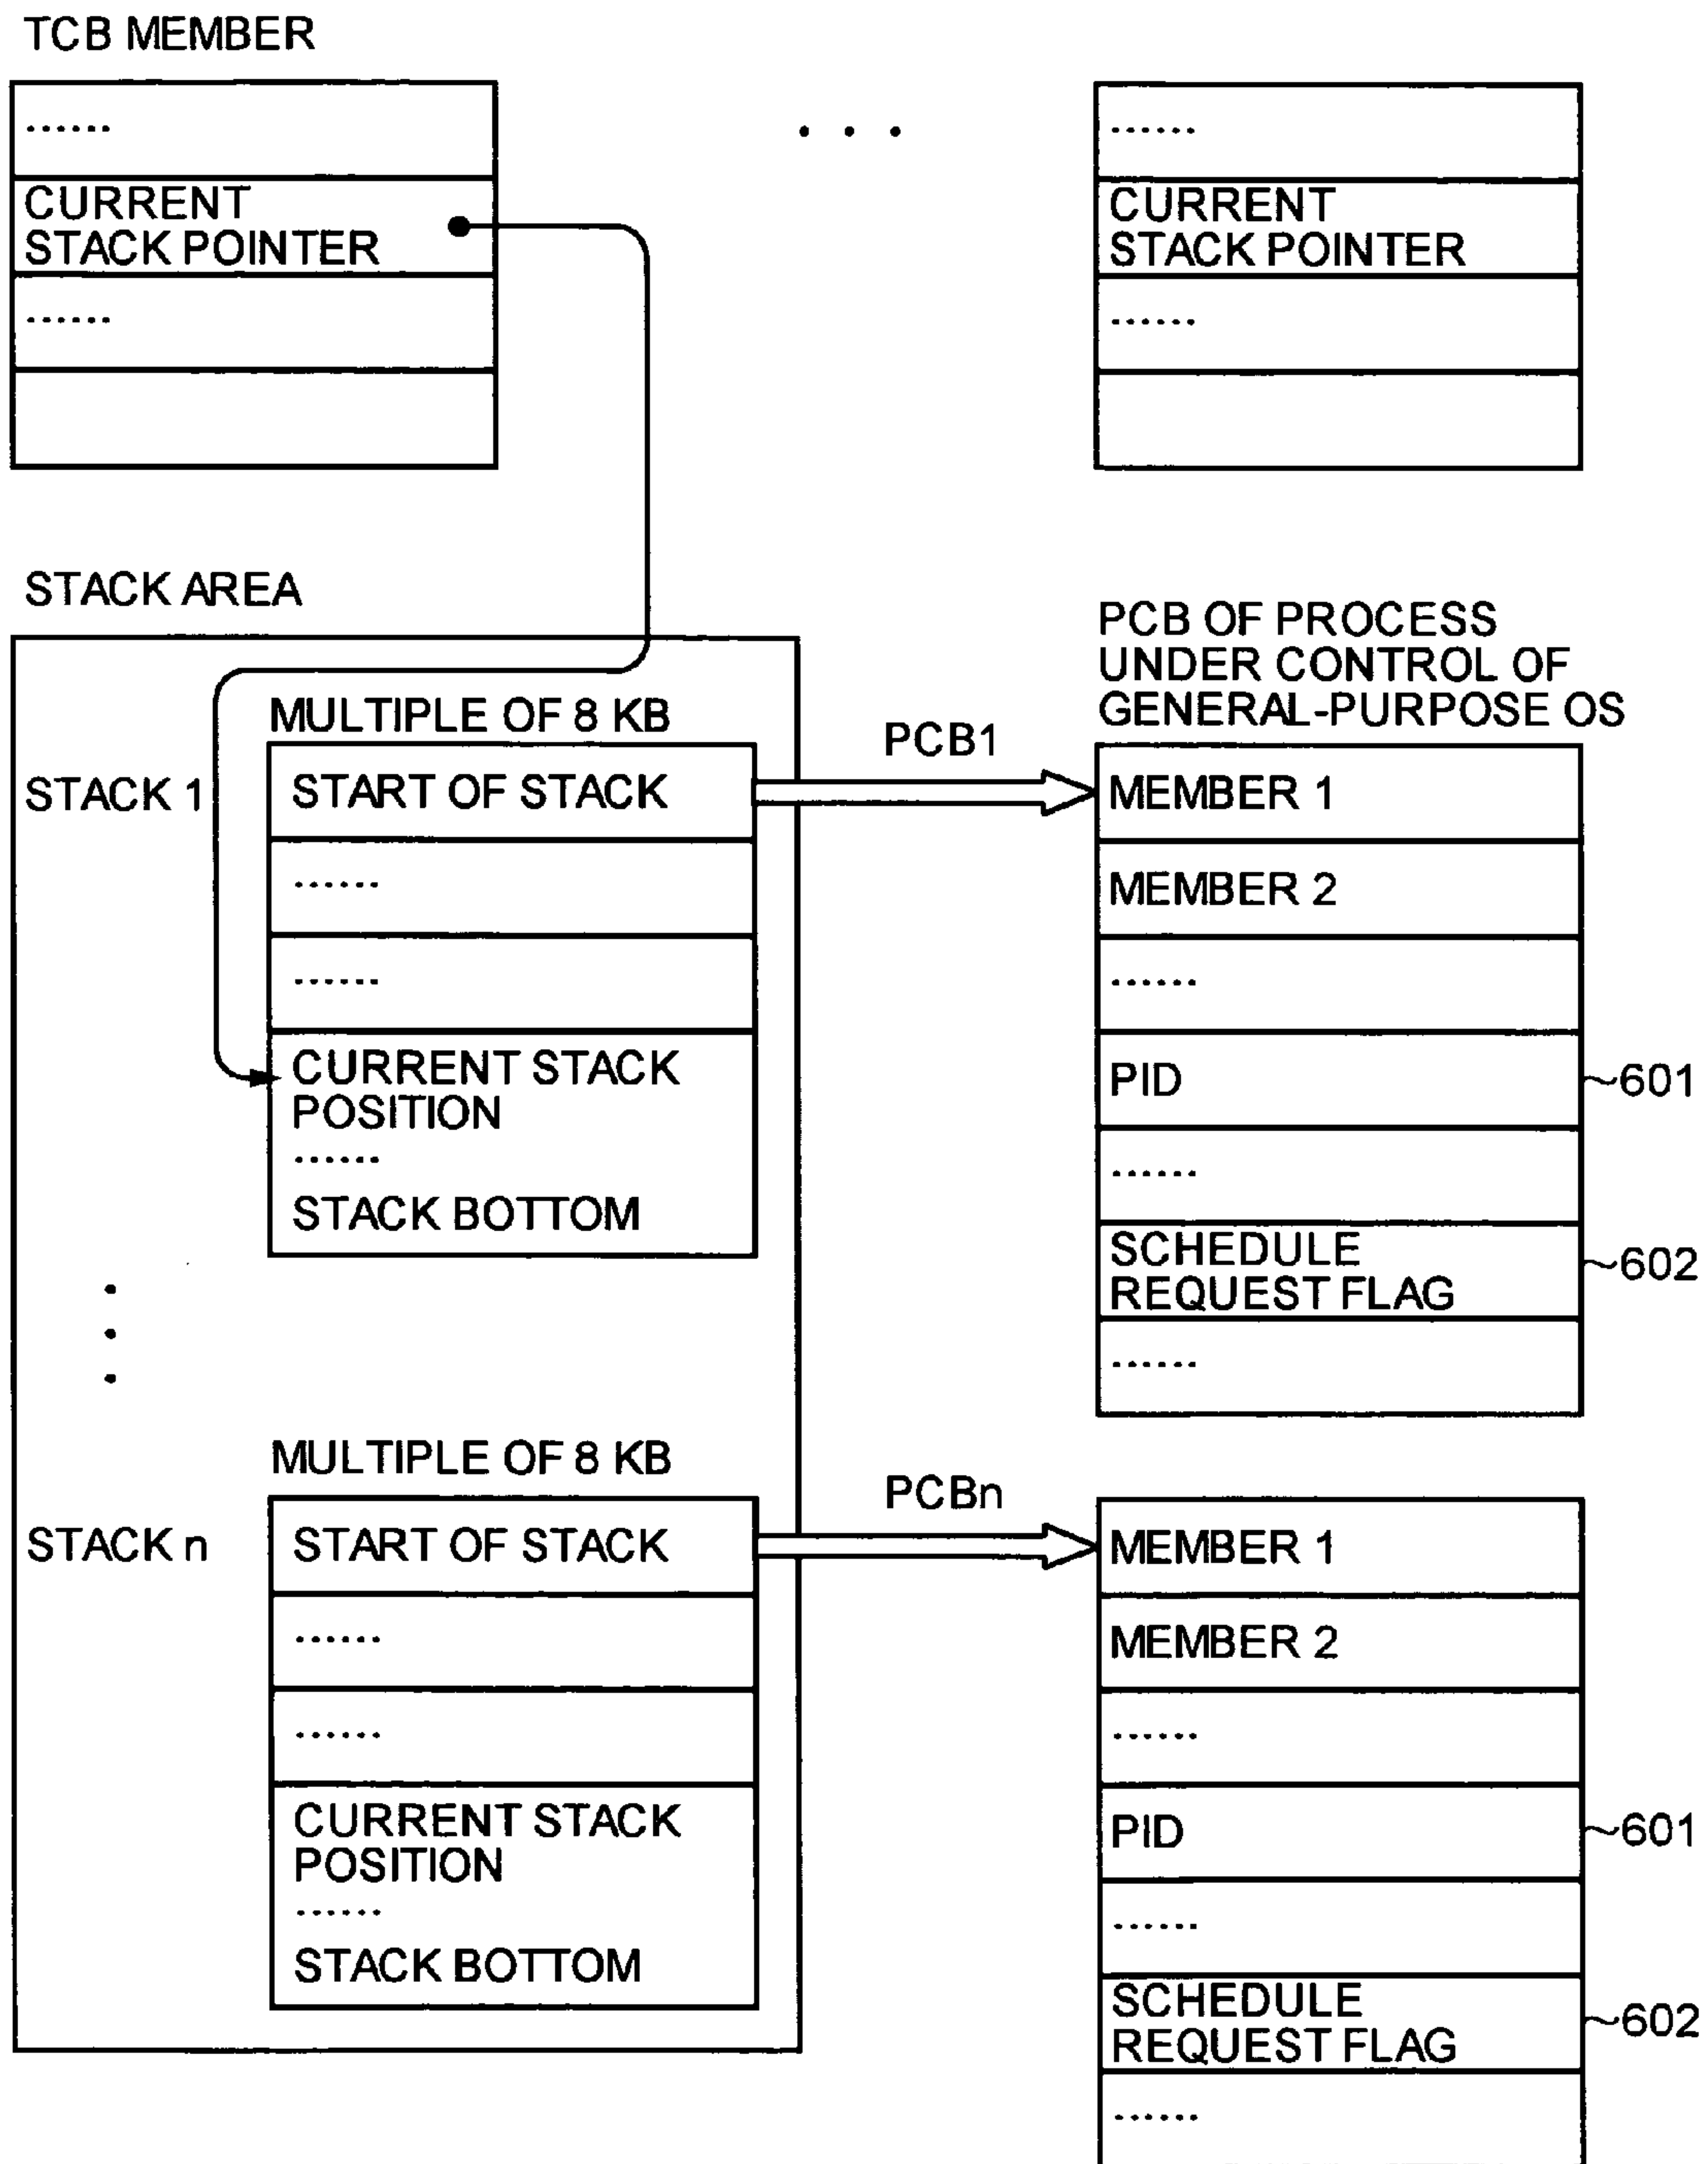 TCB MEMBER
......
CURRENT
STACK POINTER
......
. . .
......
CURRENT
STACK POINTER
......
STACK AREA
MULTIPLE OF 8 KB
STACK 1
START OF STACK
......
......
CURRENT STACK
POSITION
......
STACK BOTTOM
PCB1
PCB OF PROCESS
UNDER CONTROL OF
GENERAL-PURPOSE OS
MEMBER 1
MEMBER 2
......
PID
~601
......
SCHEDULE
REQUEST FLAG
~602
......
MULTIPLE OF 8 KB
STACK n
START OF STACK
......
......
CURRENT STACK
POSITION
......
STACK BOTTOM
PCBn
MEMBER 1
MEMBER 2
......
PID
~601
......
SCHEDULE
REQUEST FLAG
~602
......